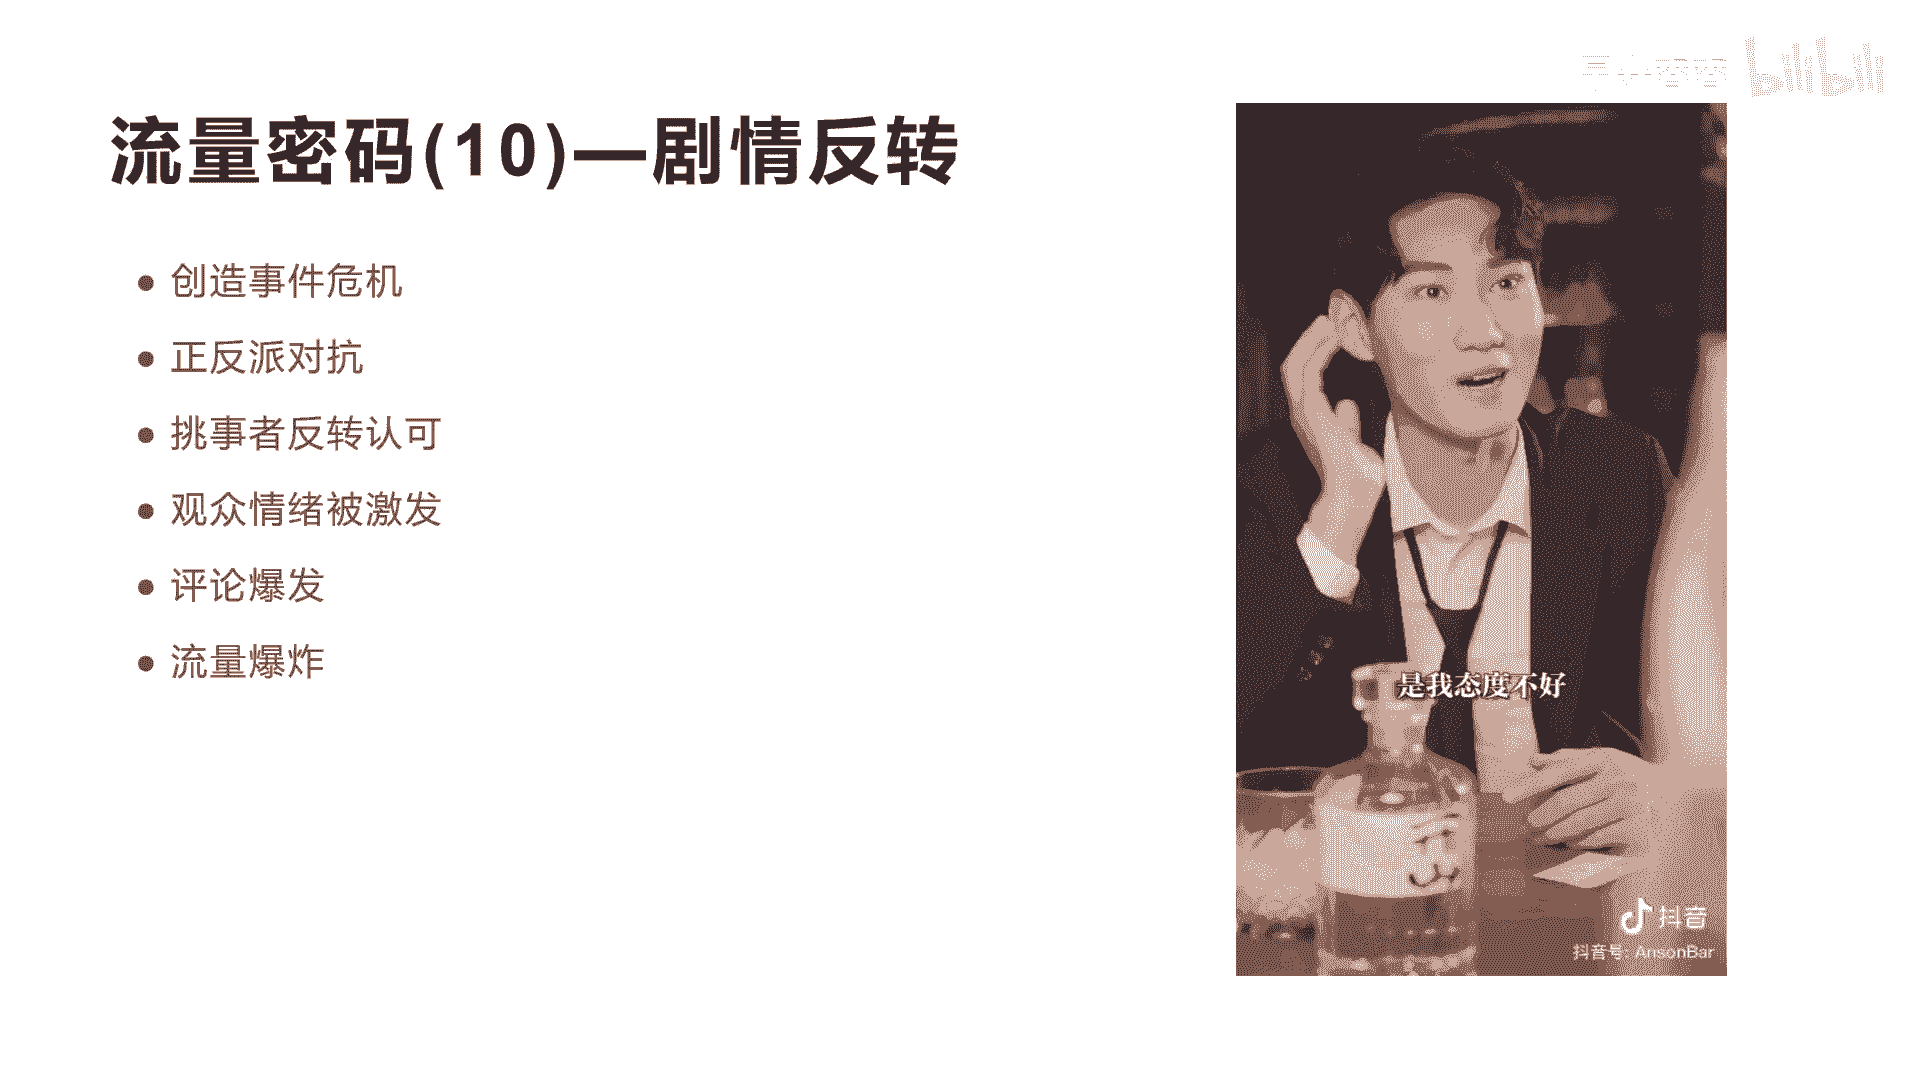 bilibili
流量密码(10)—剧情反转
• 创造事件危机
• 正反派对抗
• 挑事者反转认可
• 观众情绪被激发
• 评论爆发
• 流量爆炸
是我态度不好
抖音
抖音号: AnsonBar